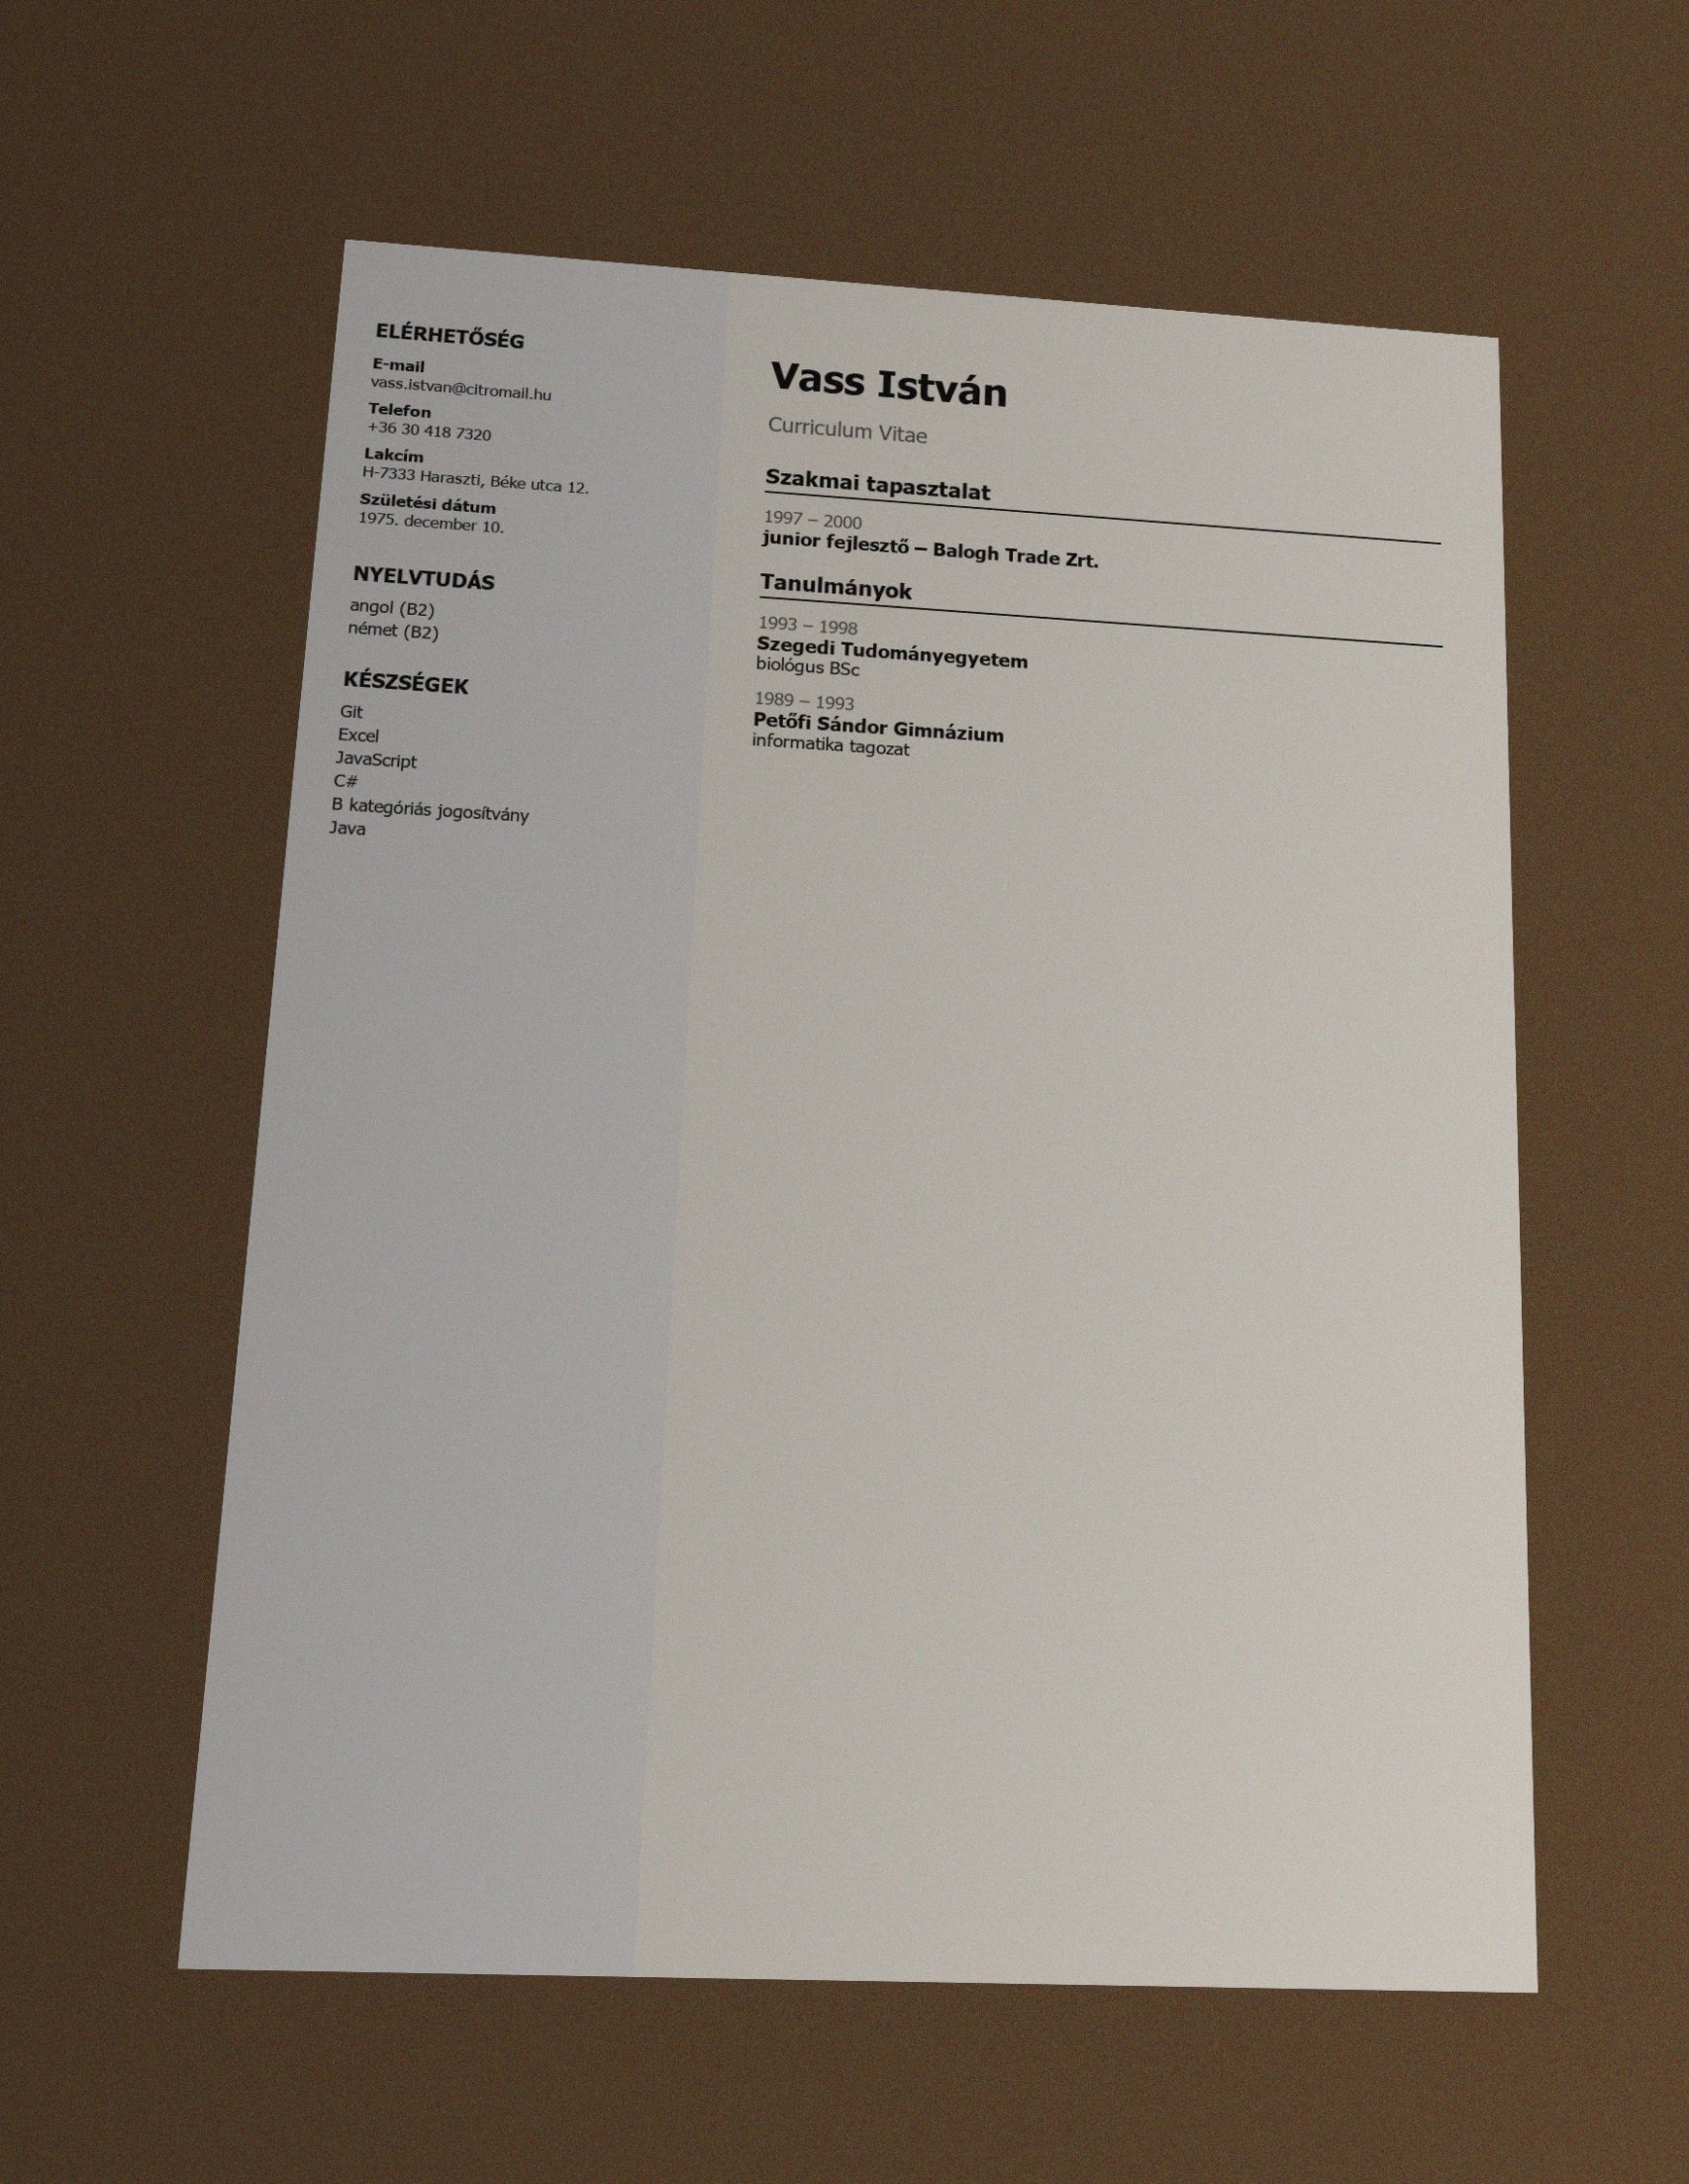 ELÉRHETŐSÉG
E-mail
vass.istvan@citromail.hu
Telefon
+36 30 418 7320
Lakcím
H-7333 Haraszti, Béke utca 12.
Születési dátum
1975. december 10.
NYELVTUDÁS
angol (B2)
német (B2)
KÉSZSÉGEK
Git
Excel
JavaScript
C#
B kategóriás jogosítvány
Java
Vass István
Curriculum Vitae
Szakmai tapasztalat
1997 – 2000
junior fejlesztő – Balogh Trade Zrt.
Tanulmányok
1993 – 1998
Szegedi Tudományegyetem
biológus BSc
1989 – 1993
Petőfi Sándor Gimnázium
informatika tagozat